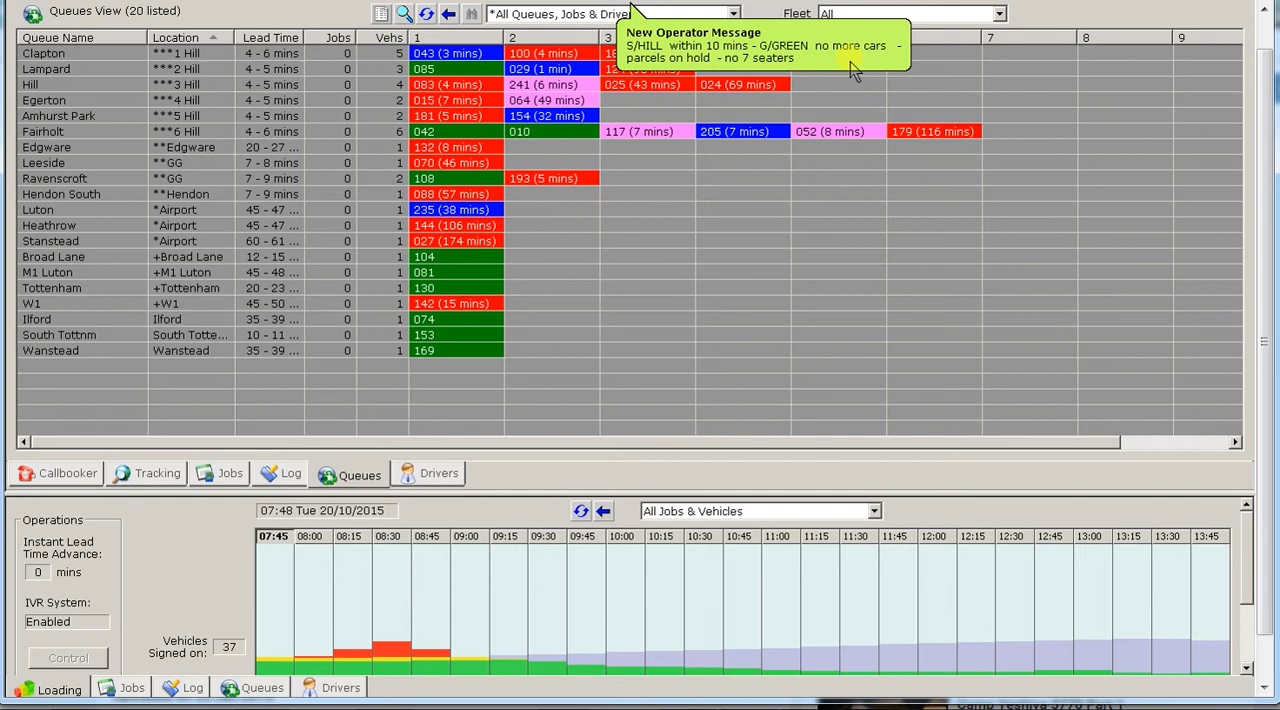 Queues View (20 listed)
*All Queues, Jobs & Driver
Fleet All
New Operator Message
S/HILL within 10 mins - G/GREEN no more cars -
parcels on hold - no 7 seaters
Queue Name Location Lead Time Jobs Vehs 1 2 3 7 8 9
Clapton ***1 Hill 4 - 6 mins 0 5 043 (3 mins) 100 (4 mins)
Lampard ***2 Hill 4 - 5 mins 0 3 085 029 (1 min)
Hill ***3 Hill 4 - 5 mins 0 4 083 (4 mins) 241 (6 mins) 025 (43 mins) 024 (69 mins)
Egerton ***4 Hill 4 - 6 mins 0 2 015 (7 mins) 064 (49 mins)
Amhurst Park ***5 Hill 4 - 5 mins 0 2 181 (5 mins) 154 (32 mins)
Fairholt ***6 Hill 4 - 6 mins 0 6 042 010 117 (7 mins) 205 (7 mins) 052 (8 mins) 179 (116 mins)
Edgware **Edgware 20 - 27 ... 0 1 132 (8 mins)
Leeside **GG 7 - 8 mins 0 1 070 (46 mins)
Ravenscroft **GG 7 - 9 mins 0 2 108 193 (5 mins)
Hendon South **Hendon 7 - 9 mins 0 1 088 (57 mins)
Luton *Airport 45 - 47 ... 0 1 235 (38 mins)
Heathrow *Airport 45 - 47 ... 0 1 144 (106 mins)
Stanstead *Airport 60 - 61 ... 0 1 027 (174 mins)
Broad Lane +Broad Lane 12 - 15 ... 0 1 104
M1 Luton +M1 Luton 45 - 48 ... 0 1 081
Tottenham +Tottenham 20 - 23 ... 0 1 130
W1 +W1 45 - 50 ... 0 1 142 (15 mins)
Ilford Ilford 35 - 39 ... 0 1 074
South Tottnm South Totte... 10 - 11 ... 0 1 153
Wanstead Wanstead 35 - 39 ... 0 1 169
Callbooker Tracking Jobs Log Queues Drivers
07:48 Tue 20/10/2015
All Jobs & Vehicles
Operations
Instant Lead
Time Advance:
0 mins
IVR System:
Enabled
Control
Vehicles
Signed on: 37
07:45 08:00 08:15 08:30 08:45 09:00 09:15 09:30 09:45 10:00 10:15 10:30 10:45 11:00 11:15 11:30 11:45 12:00 12:15 12:30 12:45 13:00 13:15 13:30 13:45
Loading Jobs Log Queues Drivers